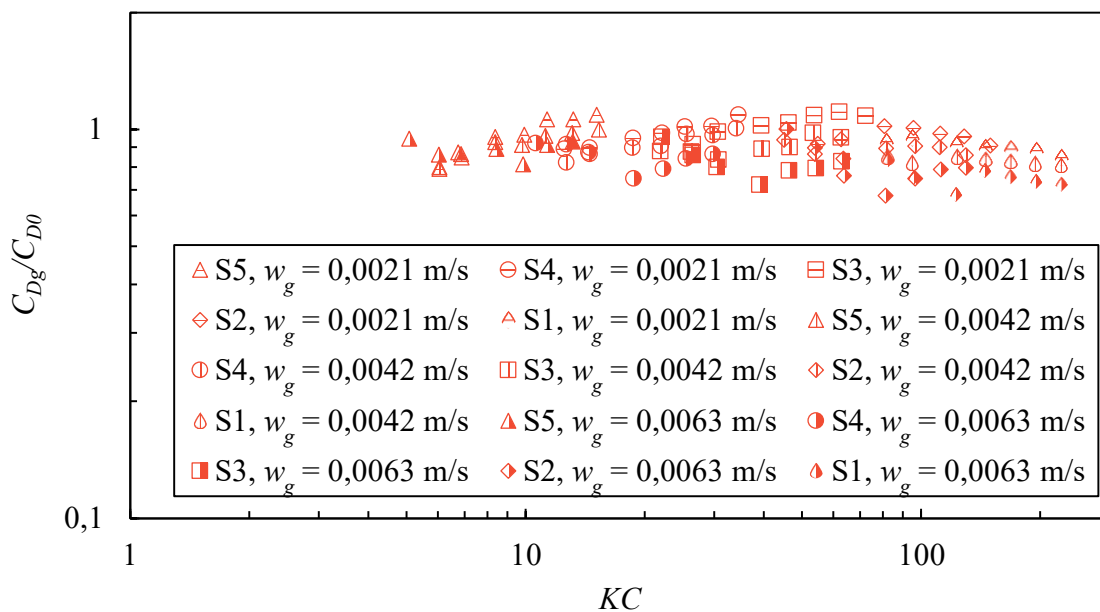 1
C_Dg/C_D0
S5, w_g = 0,0021 m/s S4, w_g = 0,0021 m/s S3, w_g = 0,0021 m/s
S2, w_g = 0,0021 m/s S1, w_g = 0,0021 m/s S5, w_g = 0,0042 m/s
S4, w_g = 0,0042 m/s S3, w_g = 0,0042 m/s S2, w_g = 0,0042 m/s
S1, w_g = 0,0042 m/s S5, w_g = 0,0063 m/s S4, w_g = 0,0063 m/s
S3, w_g = 0,0063 m/s S2, w_g = 0,0063 m/s S1, w_g = 0,0063 m/s
0,1
1 10 100
KC